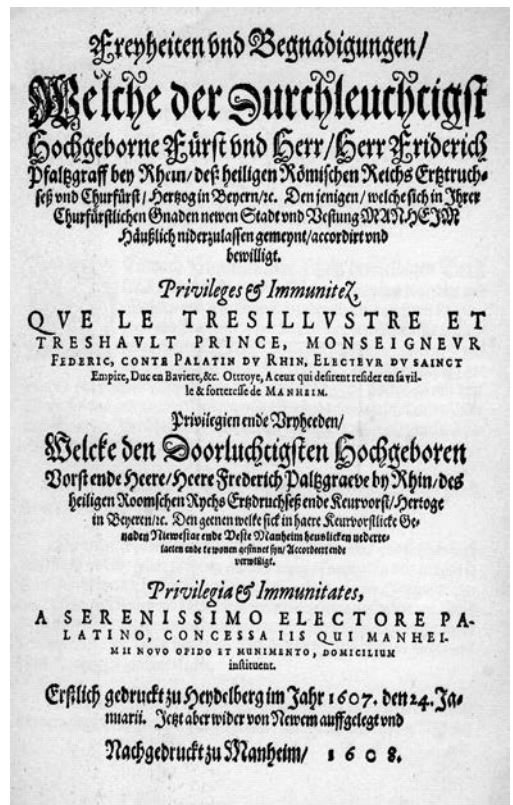 Freyheiten vnd Begnadigungen/
Welche der Durchleuchtigst
Hochgeborne Fürst vnd Herr/Herr Friderich
Pfaltzgraff bey Rhein/ deß heiligen Römischen Reichs Ertztruch-
seß vnd Churfürst/ Hertzog in Beyern/ꝛc. Den jenigen/ welche sich in Ihrer
Churfürstlichen Gnaden newen Stadt vnd Vestung MANHEJM
Häußlich niderzulassen gemeynt/accordirt vnd
bewilligt.
Privileges & Immunitez,
QVE LE TRESILLVSTRE ET
TRESHAVLT PRINCE, MONSEIGNEVR
FEDERIC, CONTE PALATIN DV RHIN, ELECTEVR DV SAINCT
Empire, Duc en Baviere, &c. Ottroye, A ceux qui desirent resider en sa vil-
le & forteresse de MANHEIM.
Privilegien ende Vryheeden/
Welcke den Doorluchtigsten Hochgeboren
Vorst ende Heere/Heere Frederich Paltzgraeve by Rhin/des
heiligen Roomschen Rychs Ertzdruchseß ende Keurvorst/Hertoge
in Beyeren/ꝛc. Den geenen welke sick in haere Keurvorstlicke Ge-
naden Niewestat ende Veste Manheim heuslicken nederre-
laeten ende te wonen gesinnet syn/ Accordeert ende
verwilligt.
Privilegia & Immunitates,
A SERENISSIMO ELECTORE PA-
LATINO, CONCESSA IIS QUI MANHEI-
MII NOVO OPIDO ET MUNIMENTO, DOMICILIUM
instituent.
Erstlich gedruckt zu Heydelberg im Jahr 1607. den 24. Ja-
nuarii. Jetzt aber wider von Newem auffgelegt vnd
Nachgedruckt zu Manheim/ 1608.